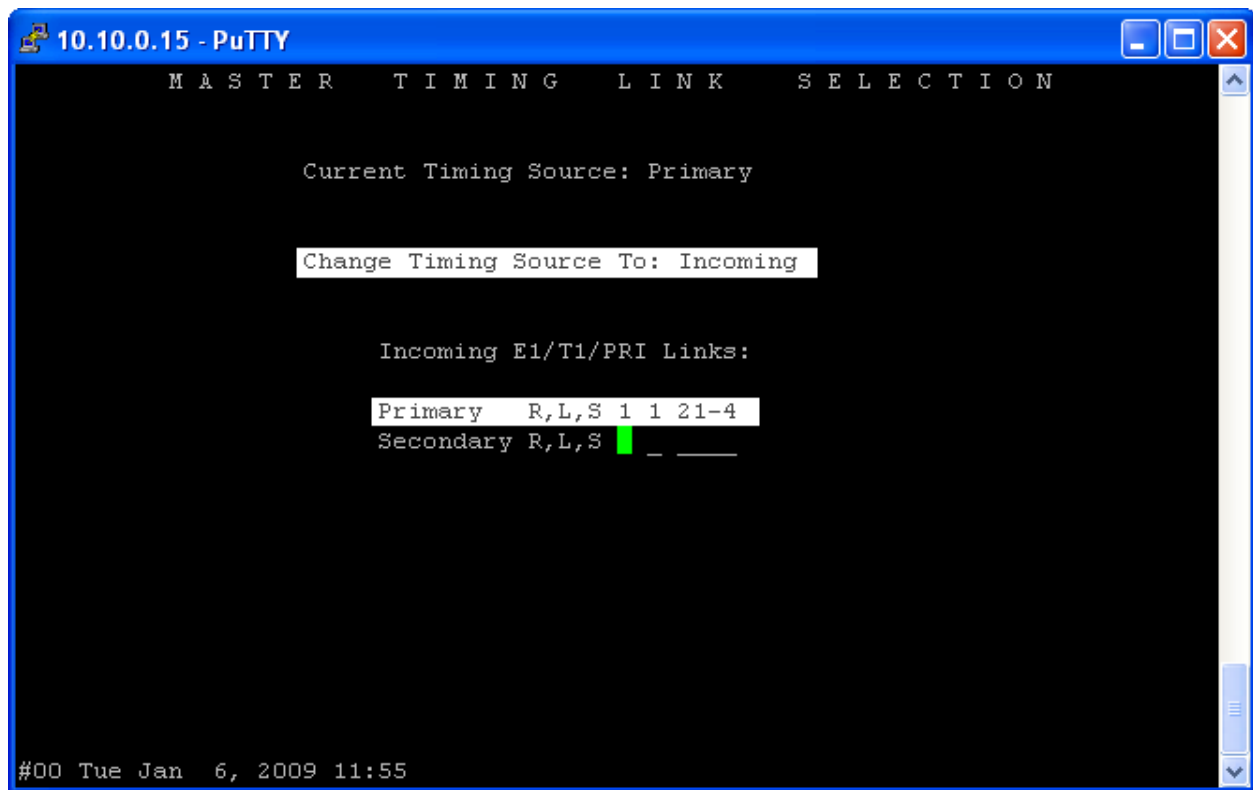 10.10.0.15 - PuTTY
M A S T E R   T I M I N G   L I N K   S E L E C T I O N
Current Timing Source: Primary
Change Timing Source To: Incoming
Incoming E1/T1/PRI Links:
Primary   R,L,S 1 1 21-4
Secondary R,L,S   _ ____
#00 Tue Jan  6, 2009 11:55